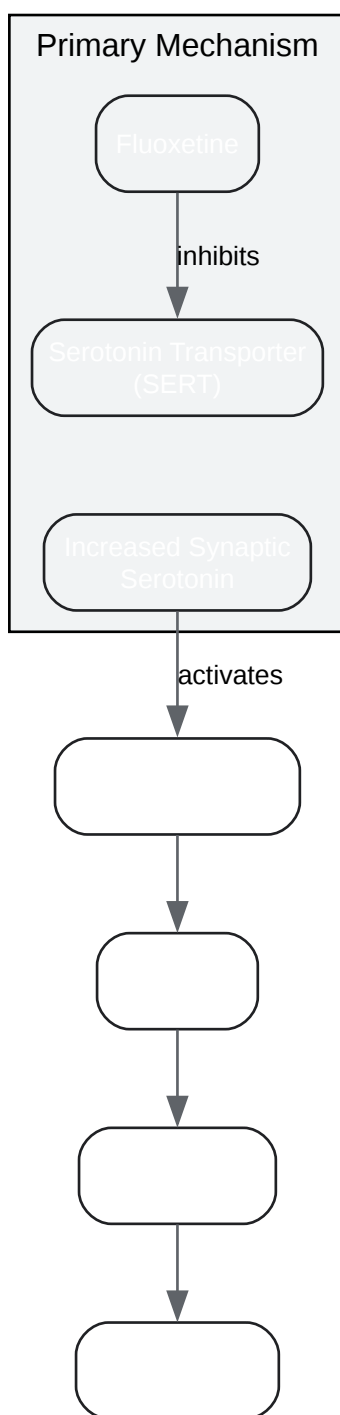 Primary Mechanism
Fluoxetine
inhibits
Serotonin Transporter
(SERT)
Increased Synaptic
Serotonin
activates